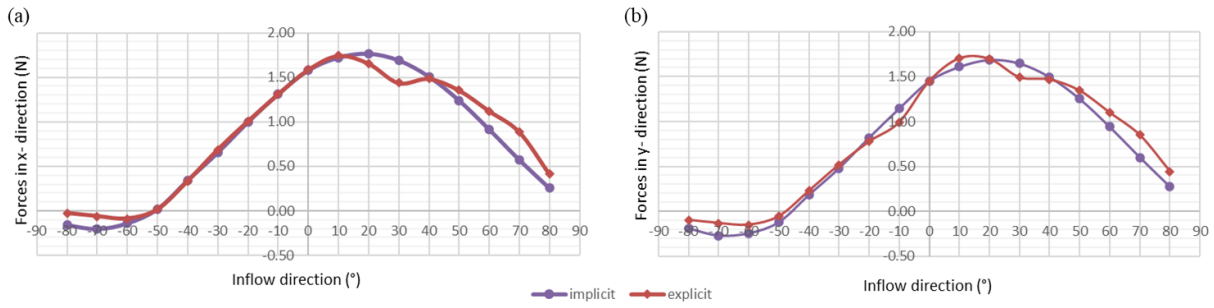 (a)
Forces in x- direction (N)
2.00
1.50
1.00
0.50
0.00
-0.50
-90 -80 -70 -60 -50 -40 -30 -20 -10 0 10 20 30 40 50 60 70 80 90
Inflow direction (°)
(b)
Forces in y- direction (N)
2.00
1.50
1.00
0.50
0.00
-0.50
-90 -80 -70 -60 -50 -40 -30 -20 -10 0 10 20 30 40 50 60 70 80 90
Inflow direction (°)
implicit explicit